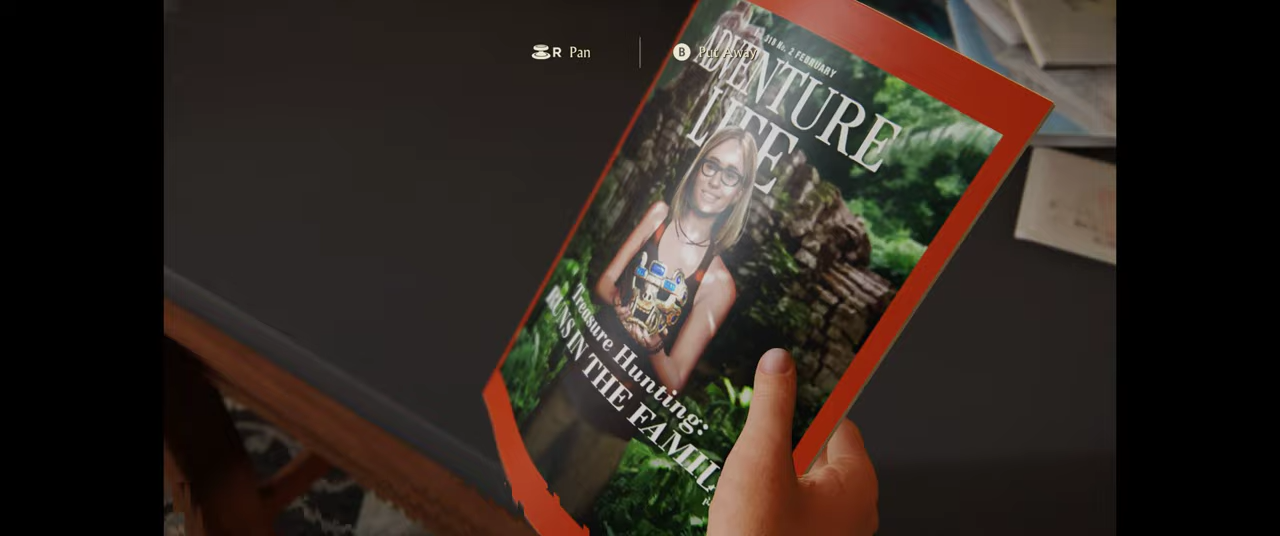 R Pan
B Put Away
No. 2 FEBRUARY
ADVENTURE
LIFE
Treasure Hunting:
RUNS IN THE FAMIL